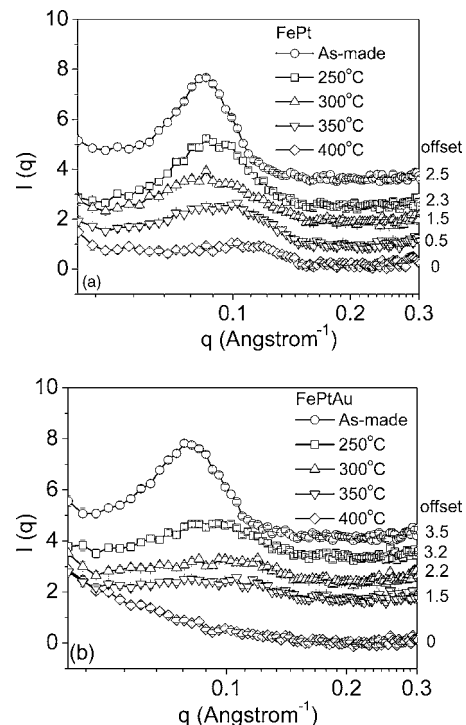 FePt
As-made
250°C
300°C
350°C
400°C
offset
2.5
2.3
1.5
0.5
0
10
8
6
4
2
0
I (q)
(a)
0.1 0.2 0.3
q (Angstrom⁻¹)
FePtAu
As-made
250°C
300°C
350°C
400°C
offset
3.5
3.2
2.2
1.5
0
10
8
6
4
2
0
I (q)
(b)
0.1 0.2 0.3
q (Angstrom⁻¹)